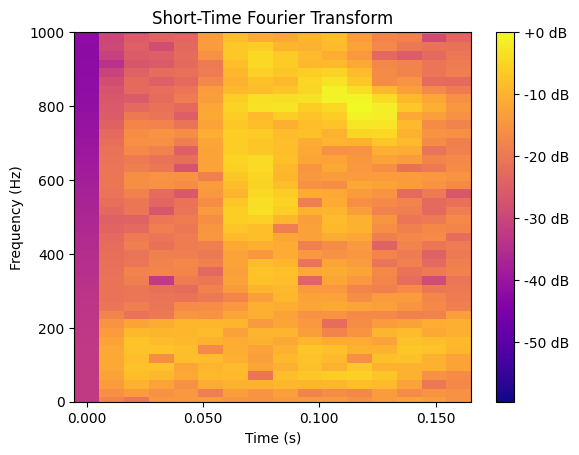 Short-Time Fourier Transform
1000
800
600
400
200
0
Frequency (Hz)
0.000
0.050
0.100
0.150
Time (s)
+0 dB
-10 dB
-20 dB
-30 dB
-40 dB
-50 dB